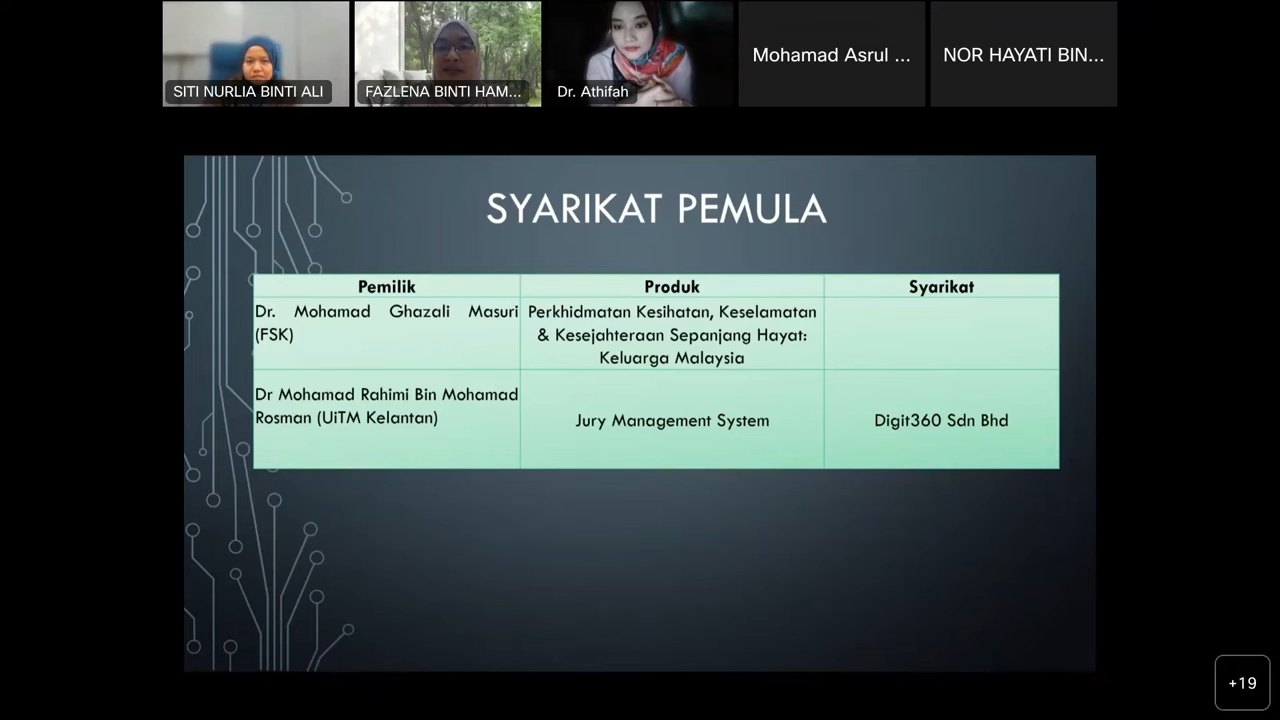 SITI NURLIA BINTI ALI
FAZLENA BINTI HAM...
Dr. Athifah
Mohamad Asrul ...
NOR HAYATI BIN...
SYARIKAT PEMULA
Pemilik
Produk
Syarikat
Dr. Mohamad Ghazali Masuri
(FSK)
Perkhidmatan Kesihatan, Keselamatan
& Kesejahteraan Sepanjang Hayat:
Keluarga Malaysia
Dr Mohamad Rahimi Bin Mohamad
Rosman (UiTM Kelantan)
Jury Management System
Digit360 Sdn Bhd
+19